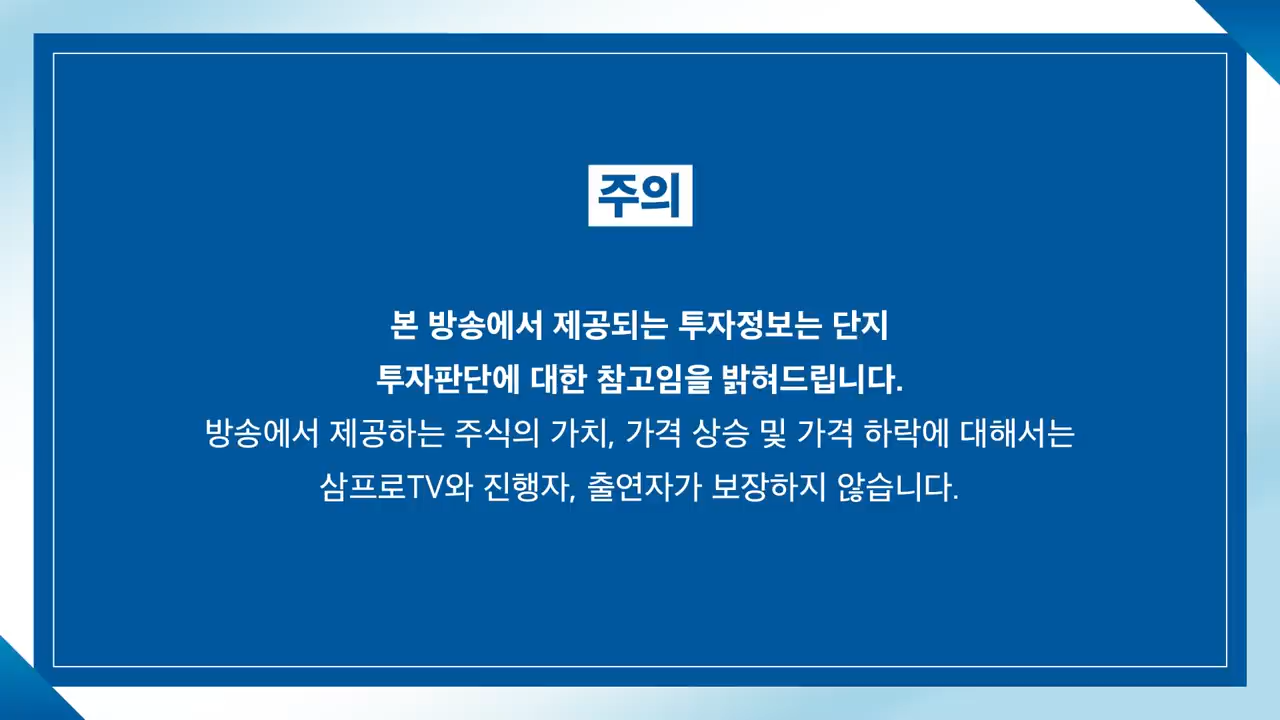 주의
본 방송에서 제공되는 투자정보는 단지
투자판단에 대한 참고임을 밝혀드립니다.
방송에서 제공하는 주식의 가치, 가격 상승 및 가격 하락에 대해서는
삼프로TV와 진행자, 출연자가 보장하지 않습니다.